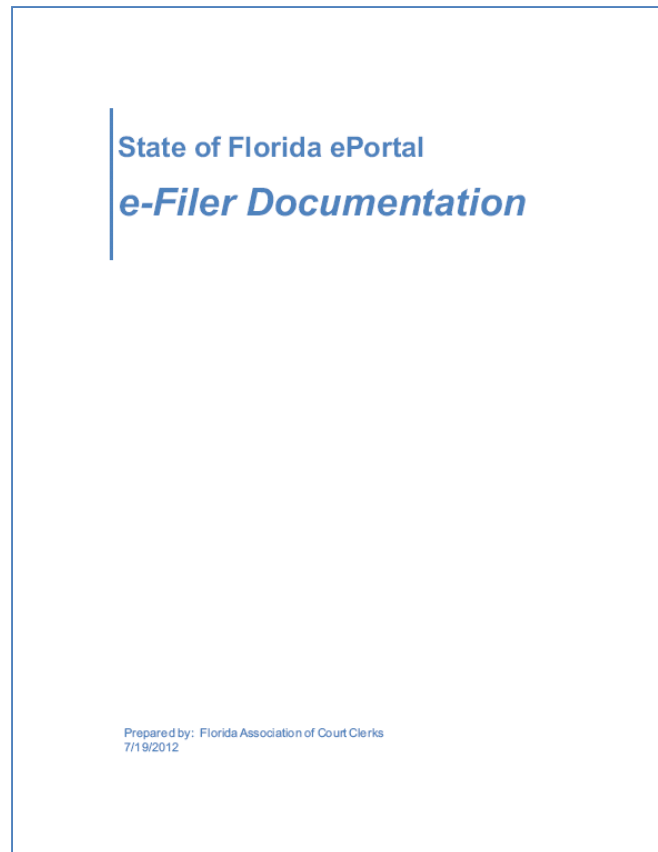 State of Florida ePortal
e-Filer Documentation
Prepared by: Florida Association of Court Clerks
7/19/2012